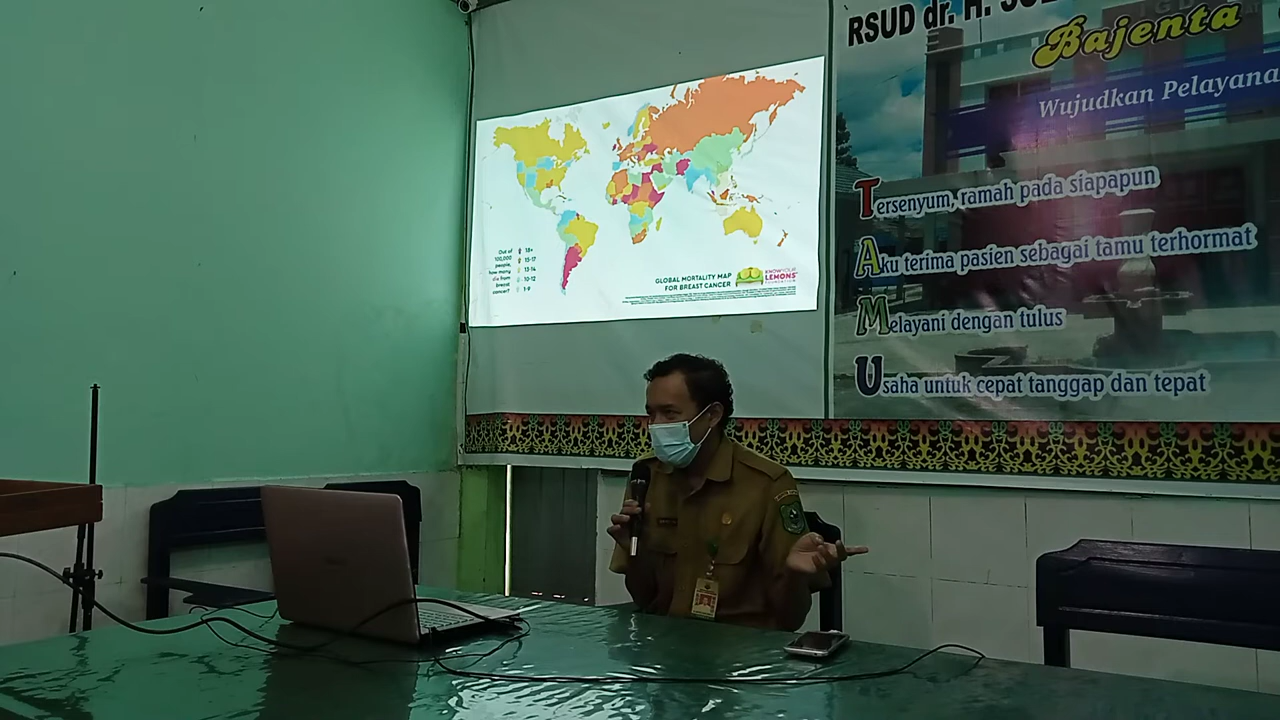 Out of
100,000
people,
how many
die from
breast
cancer?
18+
15-17
13-14
10-12
1-9
GLOBAL MORTALITY MAP
FOR BREAST CANCER
KNOW YOUR
LEMONS
FOUNDATION
RSUD dr. H.
Bajenta
Wujudkan
Tersenyum, ramah pada siapapun
Aku terima pasien sebagai tamu terhormat
Melayani dengan tulus
Usaha untuk cepat tanggap dan tepat